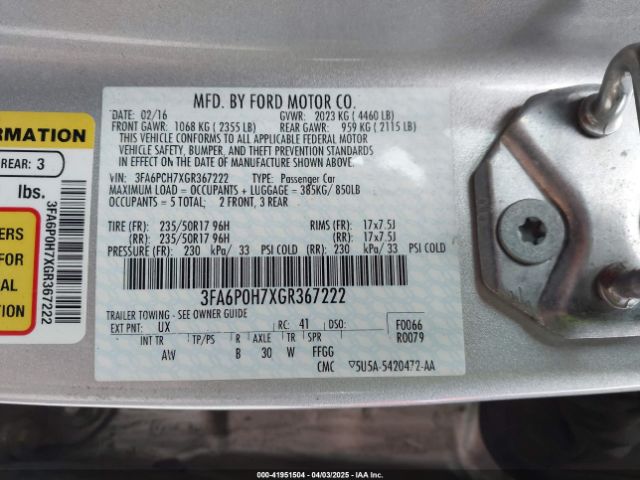 MFD. BY FORD MOTOR CO.
DATE: 02/16 GVWR: 2023 KG (4460 LB)
FRONT GAWR: 1068 KG (2355 LB) REAR GAWR: 959 KG (2115 LB)
THIS VEHICLE CONFORMS TO ALL APPLICABLE FEDERAL MOTOR
VEHICLE SAFETY, BUMPER, AND THEFT PREVENTION STANDARDS
IN EFFECT ON THE DATE OF MANUFACTURE SHOWN ABOVE.
VIN: 3FA6P0H7XGR367222 TYPE: Passenger Car
MAXIMUM LOAD = OCCUPANTS + LUGGAGE = 385KG/850LB
OCCUPANTS = 5 TOTAL; 2 FRONT, 3 REAR
TIRE (FR): 235/50R17 96H RIMS (FR): 17x7.5J
(RR): 235/50R17 96H (RR): 17x7.5J
PRESSURE (FR): 230 kPa/ 33 PSI COLD (RR): 230 kPa/ 33 PSI COLD
3FA6P0H7XGR367222
TRAILER TOWING - SEE OWNER GUIDE
EXT PNT: UX RC: 41 DSO: F0066
INT TR TP/PS R AXLE TR SPR R0079
AW B 30 W FFGG
CMC 5U5A-5420472-AA
ORMATION
REAR: 3
lbs.
3FA6P0H7XGR367222
ERS
FOR
AL
ION
000-41951504 - 04/03/2025 - IAAI.COM